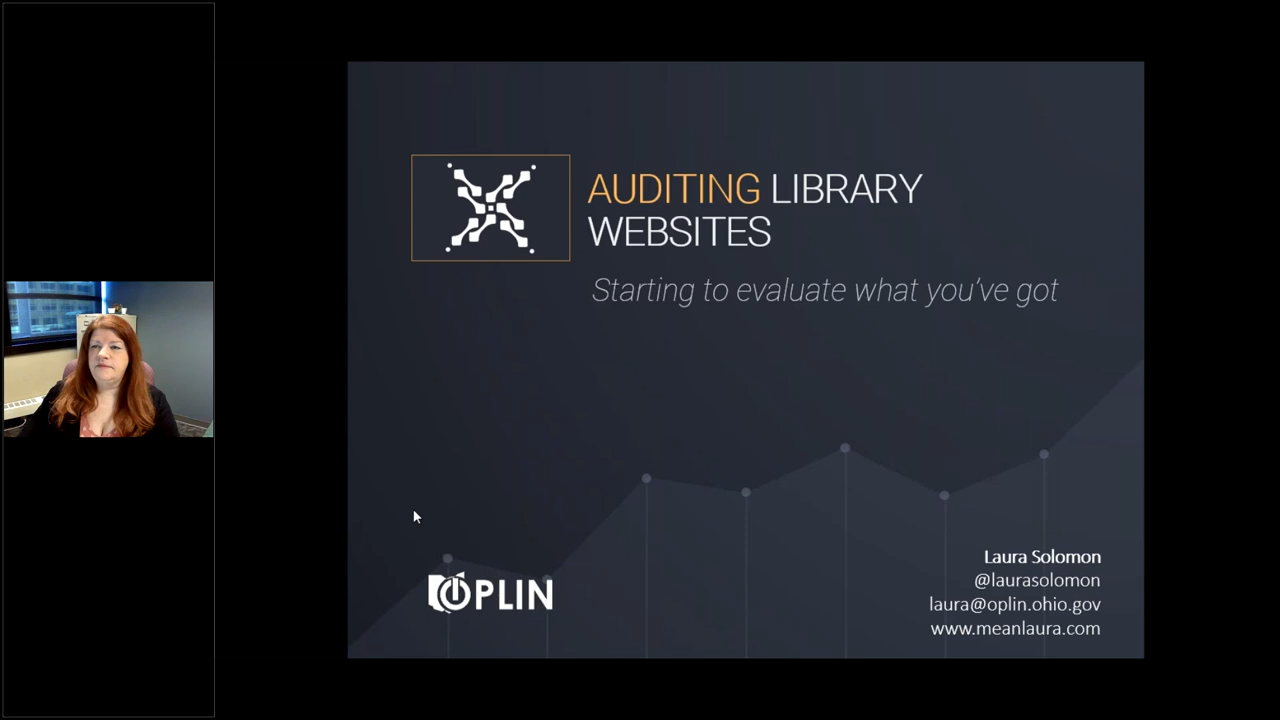 AUDITING LIBRARY
WEBSITES
Starting to evaluate what you've got
OPLIN
Laura Solomon
@laurasolomon
laura@oplin.ohio.gov
www.meanlaura.com